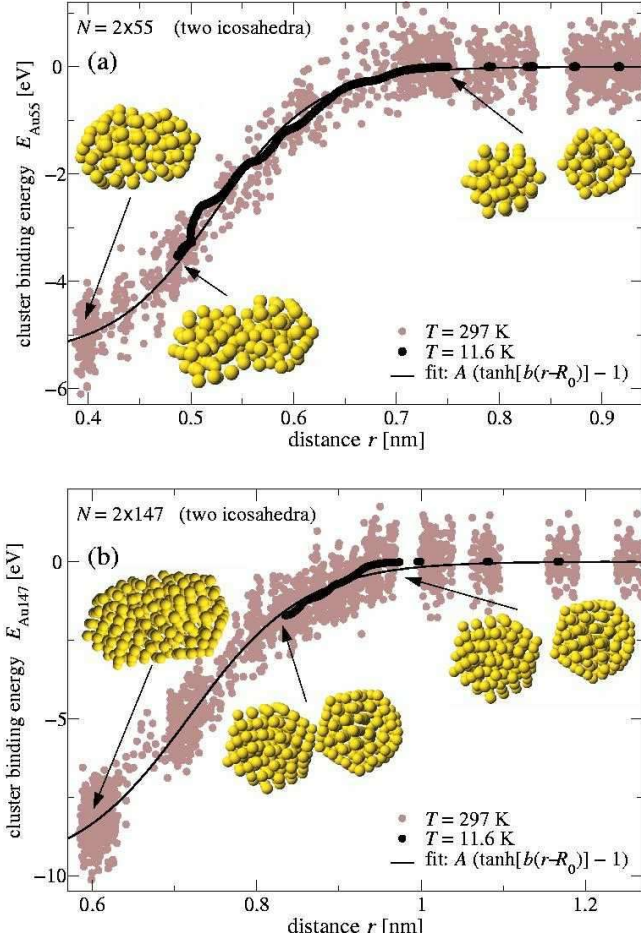 N = 2x55 (two icosahedra)
(a)
cluster binding energy E_Au55 [eV]
0
−2
−4
−6
T = 297 K
T = 11.6 K
fit: A (tanh[b(r–R_0)] – 1)
0.4 0.5 0.6 0.7 0.8 0.9
distance r [nm]
N = 2x147 (two icosahedra)
(b)
cluster binding energy E_Au147 [eV]
0
−5
−10
T = 297 K
T = 11.6 K
fit: A (tanh[b(r–R_0)] – 1)
0.6 0.8 1 1.2
distance r [nm]